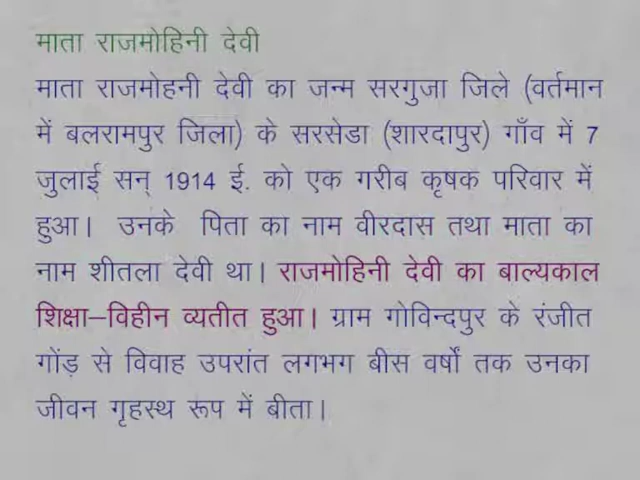 माता राजमोहिनी देवी
माता राजमोहनी देवी का जन्म सरगुजा जिले (वर्तमान
में बलरामपुर जिला) के सरसेडा (शारदापुर) गाँव में 7
जुलाई सन् 1914 ई. को एक गरीब कृषक परिवार में
हुआ। उनके पिता का नाम वीरदास तथा माता का
नाम शीतला देवी था। राजमोहिनी देवी का बाल्यकाल
शिक्षा–विहीन व्यतीत हुआ। ग्राम गोविन्दपुर के रंजीत
गोंड़ से विवाह उपरांत लगभग बीस वर्षों तक उनका
जीवन गृहस्थ रूप में बीता।